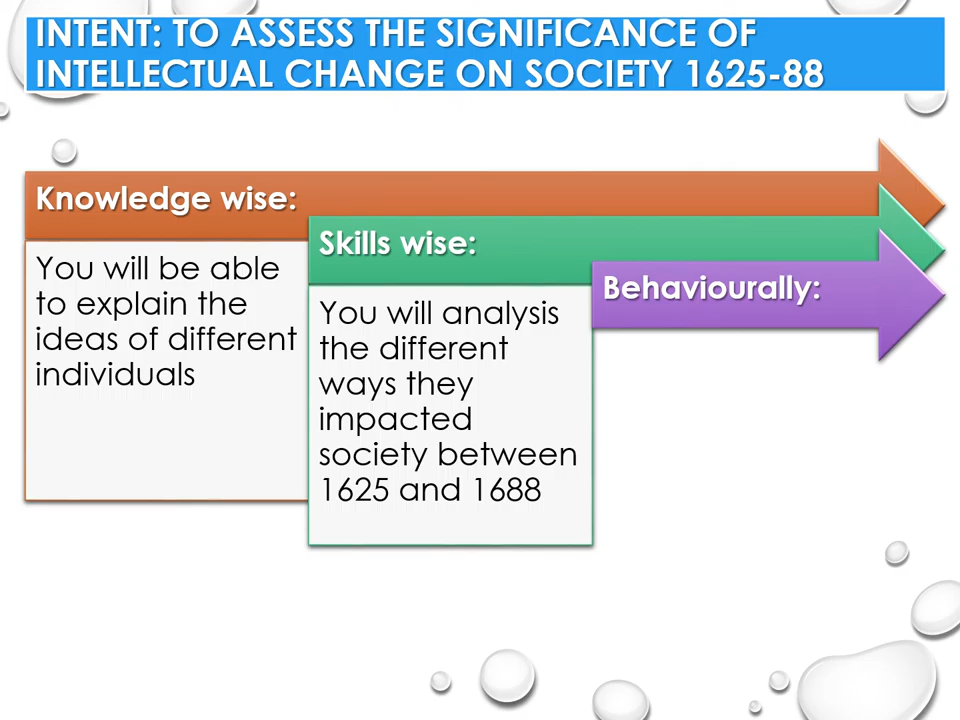 INTENT: TO ASSESS THE SIGNIFICANCE OF
INTELLECTUAL CHANGE ON SOCIETY 1625-88
Knowledge wise:
You will be able
to explain the
ideas of different
individuals
Skills wise:
You will analysis
the different
ways they
impacted
society between
1625 and 1688
Behaviourally: